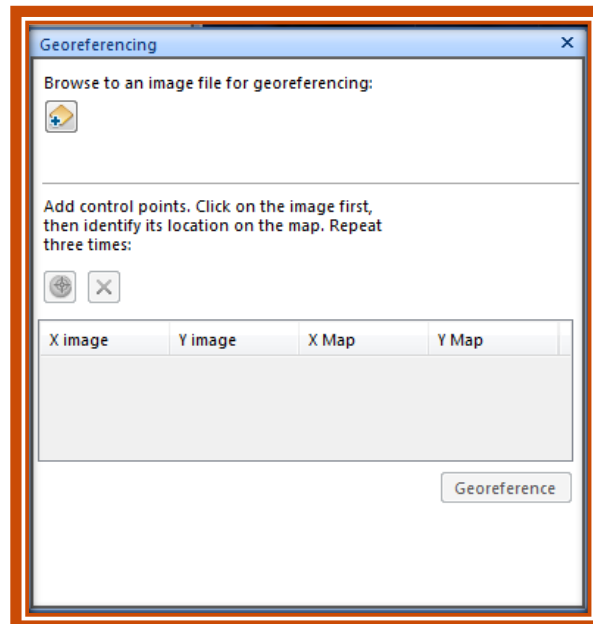 Georeferencing
Browse to an image file for georeferencing:
Add control points. Click on the image first,
then identify its location on the map. Repeat
three times:
X image Y image X Map Y Map
Georeference